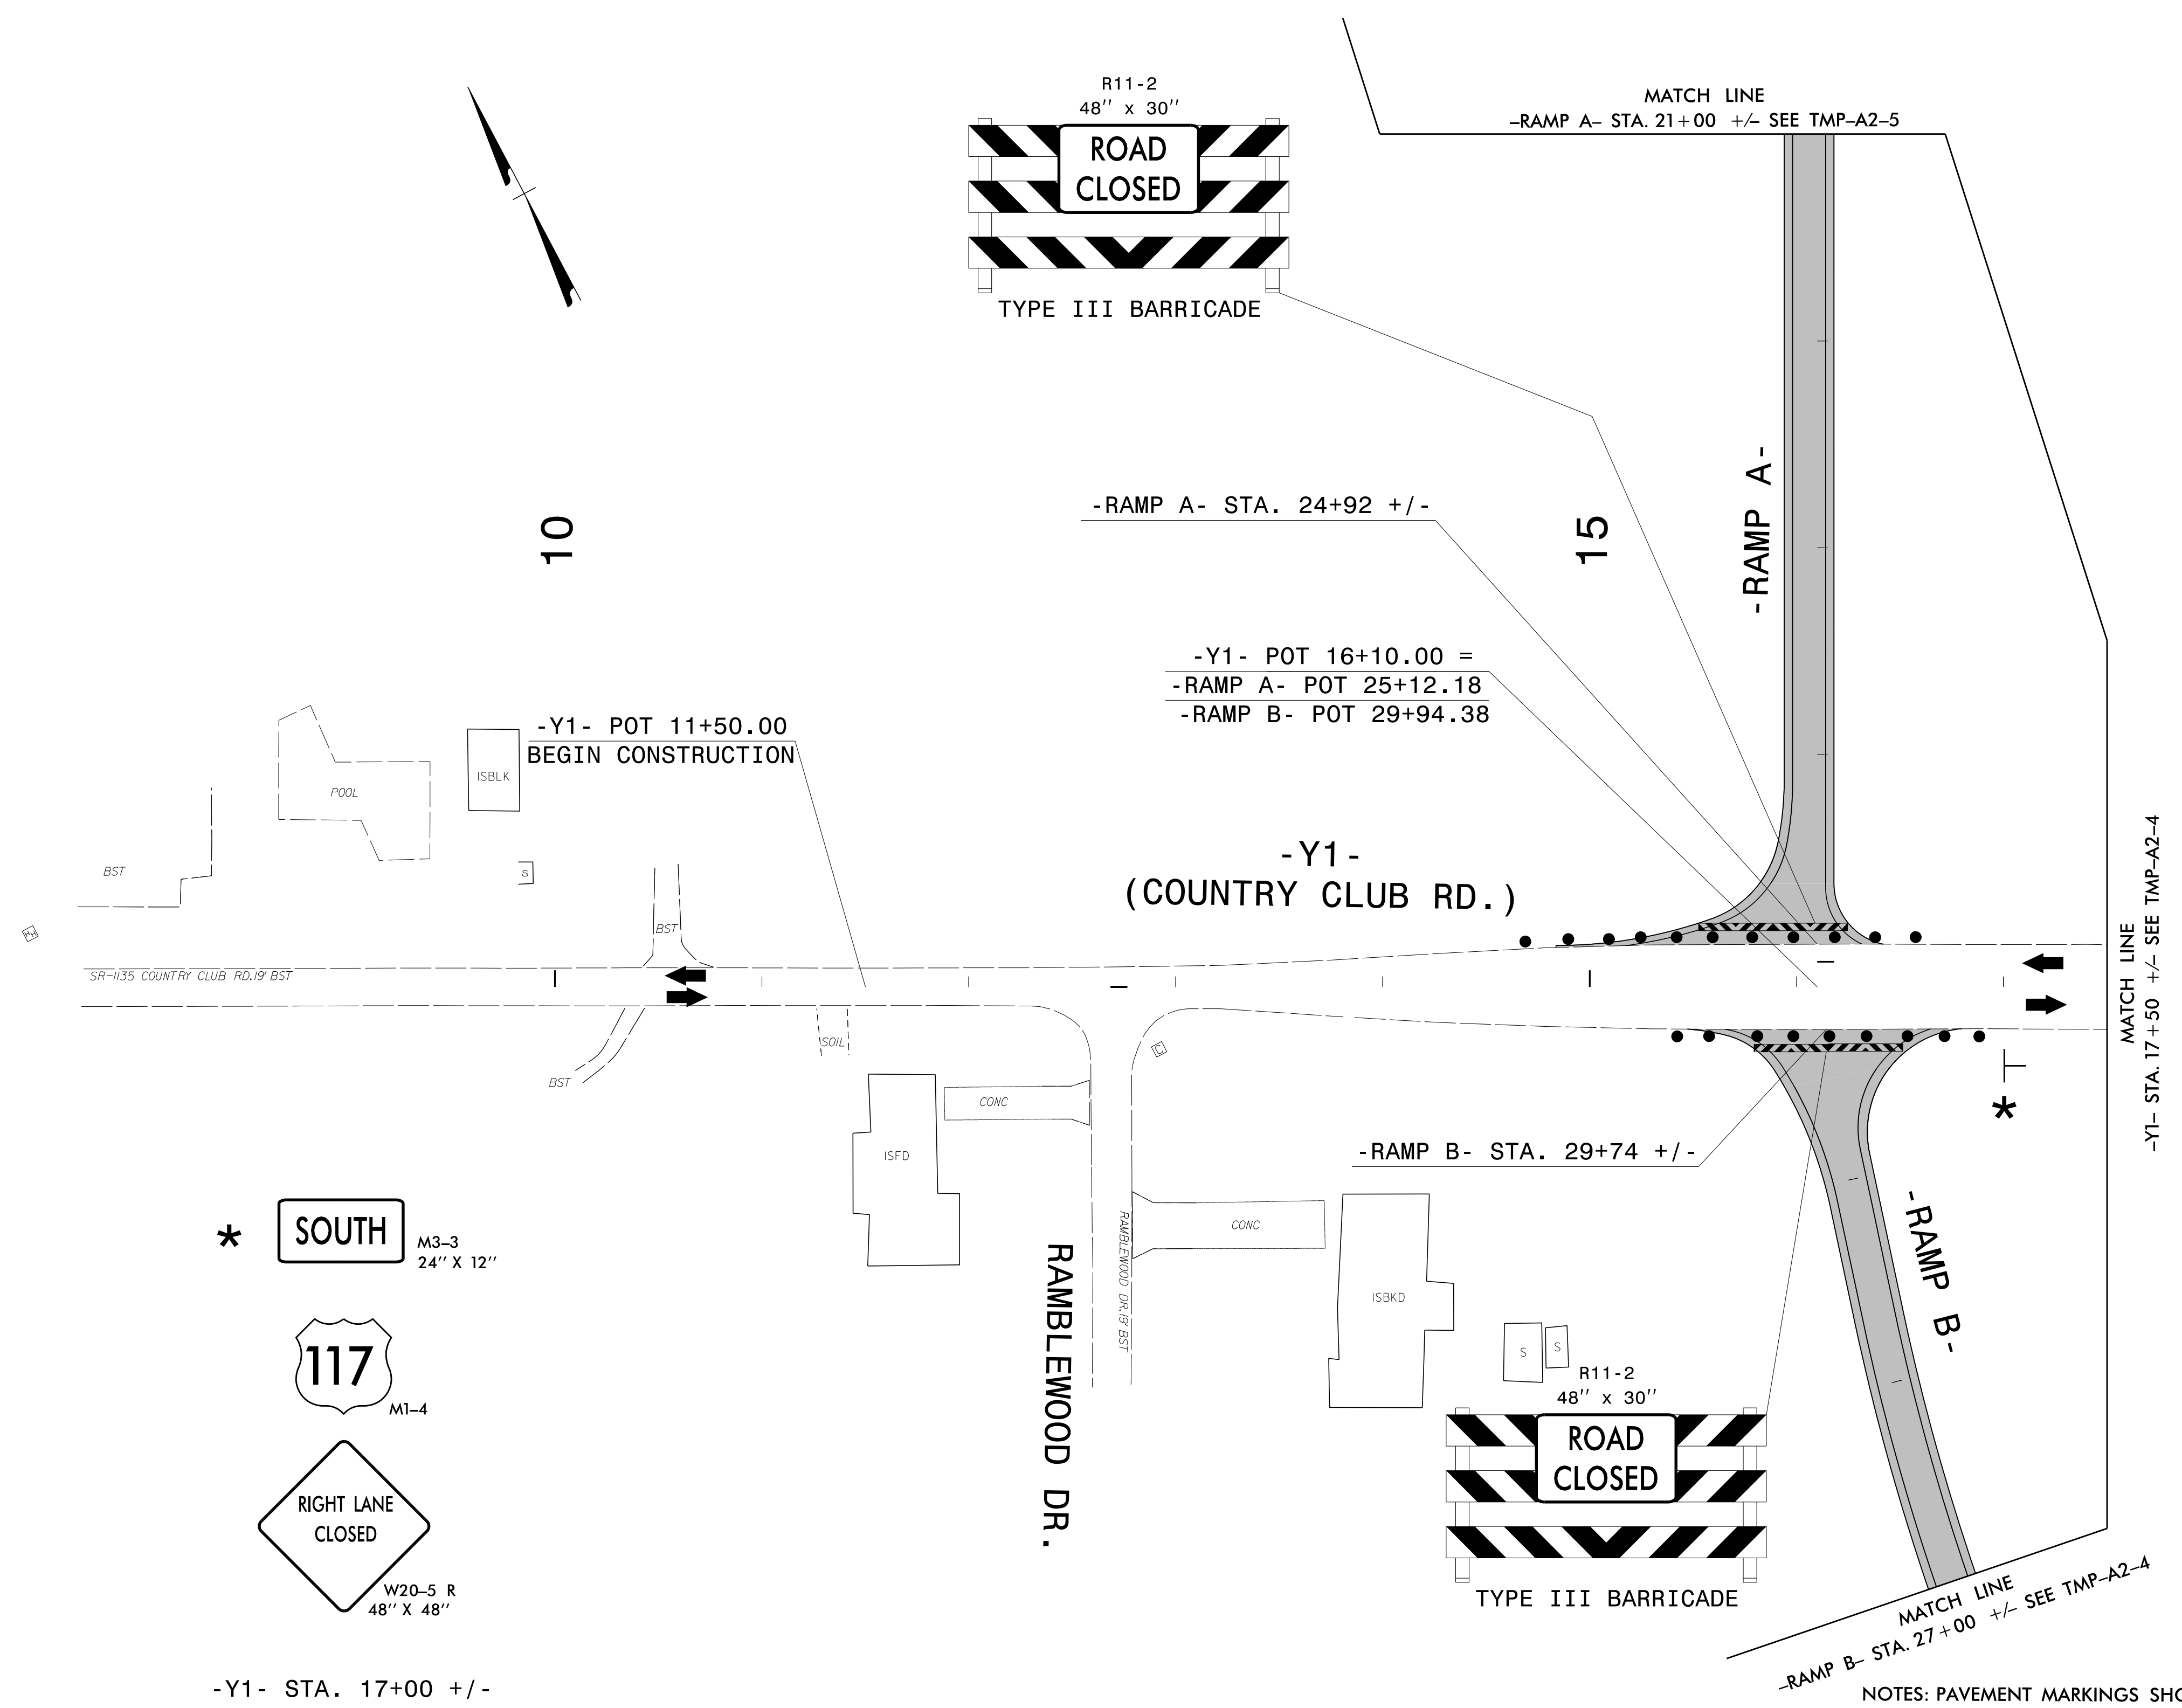 R11-2
48'' x 30''
ROAD
CLOSED
TYPE III BARRICADE
MATCH LINE
-RAMP A- STA. 21+00 +/- SEE TMP-A2-5
-RAMP A- STA. 24+92 +/-
10
15
-RAMP A-
-Y1- POT 16+10.00 =
-RAMP A- POT 25+12.18
-RAMP B- POT 29+94.38
-Y1- POT 11+50.00
BEGIN CONSTRUCTION
ISBLK
POOL
BST
S
HH
BST
-Y1-
(COUNTRY CLUB RD.)
SR-1135 COUNTRY CLUB RD. 19' BST
MATCH LINE
-Y1- STA. 17+50 +/- SEE TMP-A2-4
SOIL
BST
C
CONC
ISFD
-RAMP B- STA. 29+74 +/-
*
* SOUTH
M3-3
24'' X 12''
RAMBLEWOOD DR. 19' BST
CONC
RAMBLEWOOD DR.
ISBKD
-RAMP B-
117
M1-4
S
S
R11-2
48'' x 30''
ROAD
CLOSED
TYPE III BARRICADE
RIGHT LANE
CLOSED
W20-5 R
48'' X 48''
MATCH LINE
-RAMP B- STA. 27+00 +/- SEE TMP-A2-4
-Y1- STA. 17+00 +/-
NOTES: PAVEMENT MARKINGS SHO